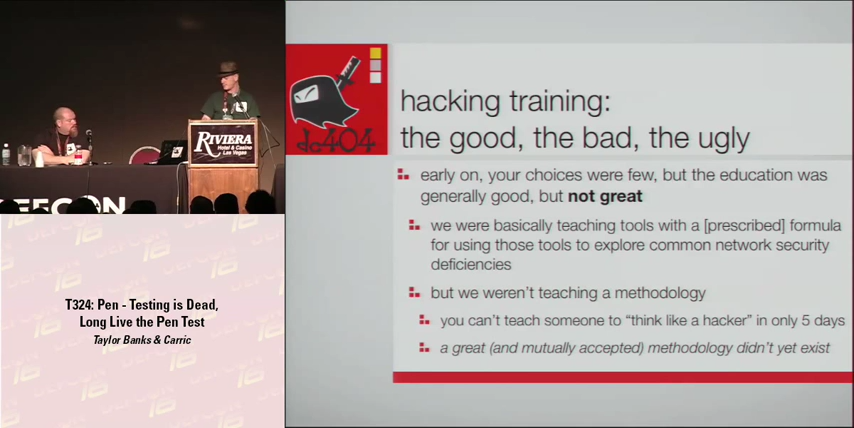 RIVIERA
Hotel & Casino
Las Vegas
T324: Pen - Testing is Dead,
Long Live the Pen Test
Taylor Banks & Carric
dc404
hacking training:
the good, the bad, the ugly
early on, your choices were few, but the education was
generally good, but not great
we were basically teaching tools with a [prescribed] formula
for using those tools to explore common network security
deficiencies
but we weren't teaching a methodology
you can't teach someone to “think like a hacker” in only 5 days
a great (and mutually accepted) methodology didn't yet exist